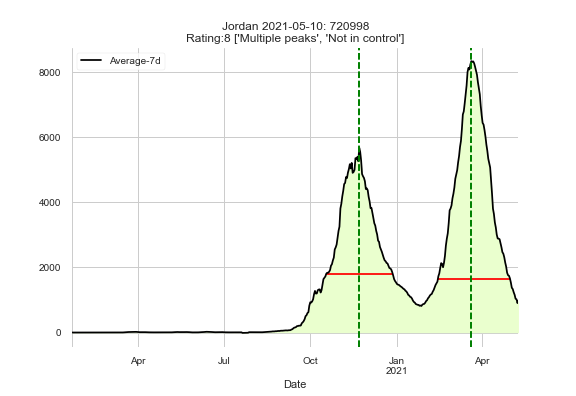 Jordan 2021-05-10: 720998
Rating:8 ['Multiple peaks', 'Not in control']
Average-7d
8000
6000
4000
2000
0
Apr
Jul
Oct
Jan
2021
Apr
Date